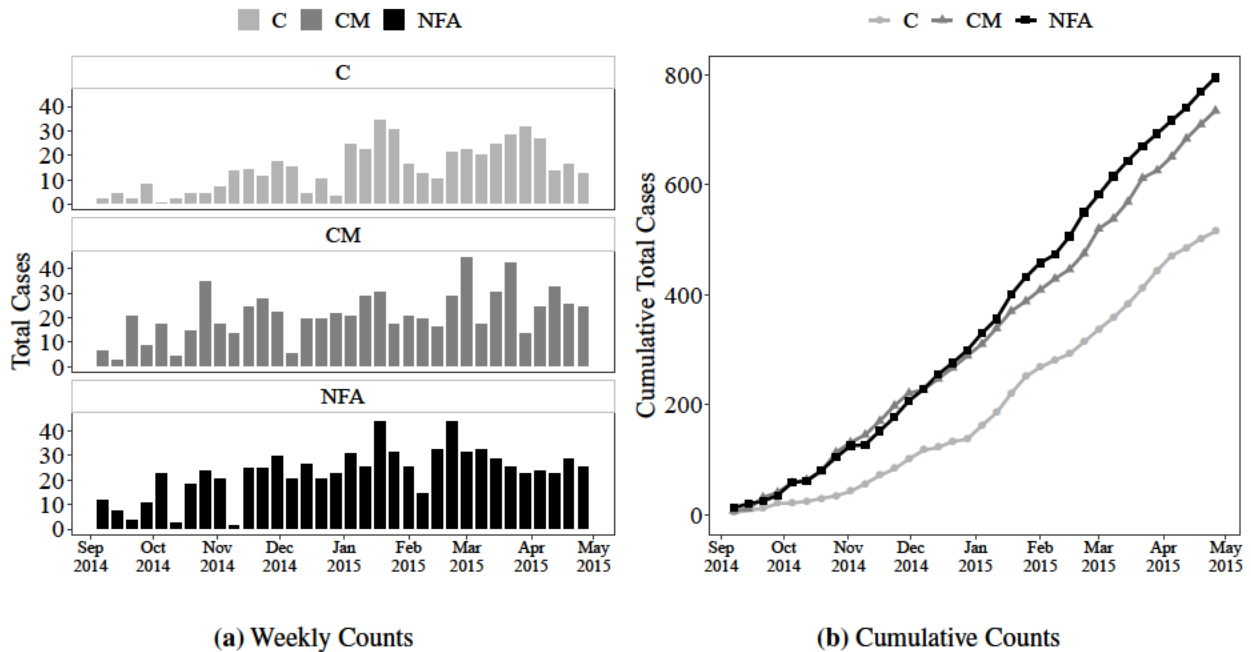 C CM NFA
C
40
30
20
10
0
CM
40
30
20
10
0
NFA
40
30
20
10
0
Total Cases
Sep Oct Nov Dec Jan Feb Mar Apr May
2014 2014 2014 2014 2015 2015 2015 2015 2015
(a) Weekly Counts
C CM NFA
800
600
400
200
0
Cumulative Total Cases
Sep Oct Nov Dec Jan Feb Mar Apr May
2014 2014 2014 2014 2015 2015 2015 2015 2015
(b) Cumulative Counts